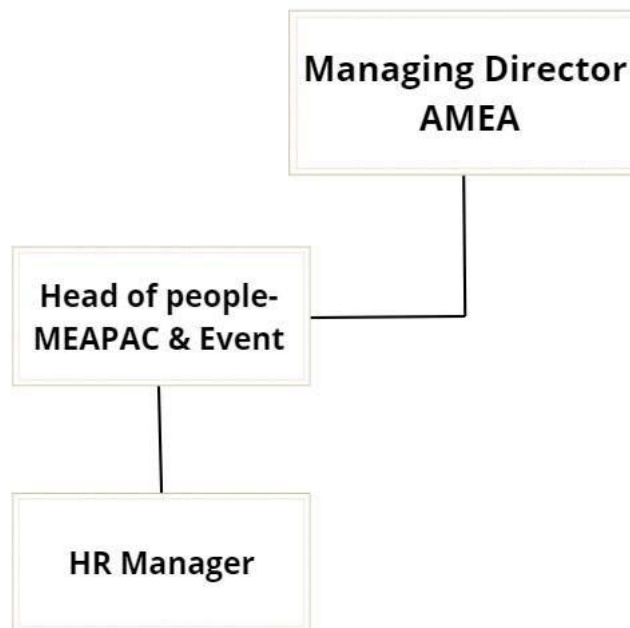 Managing Director
AMEA
Head of people-
MEAPAC & Event
HR Manager